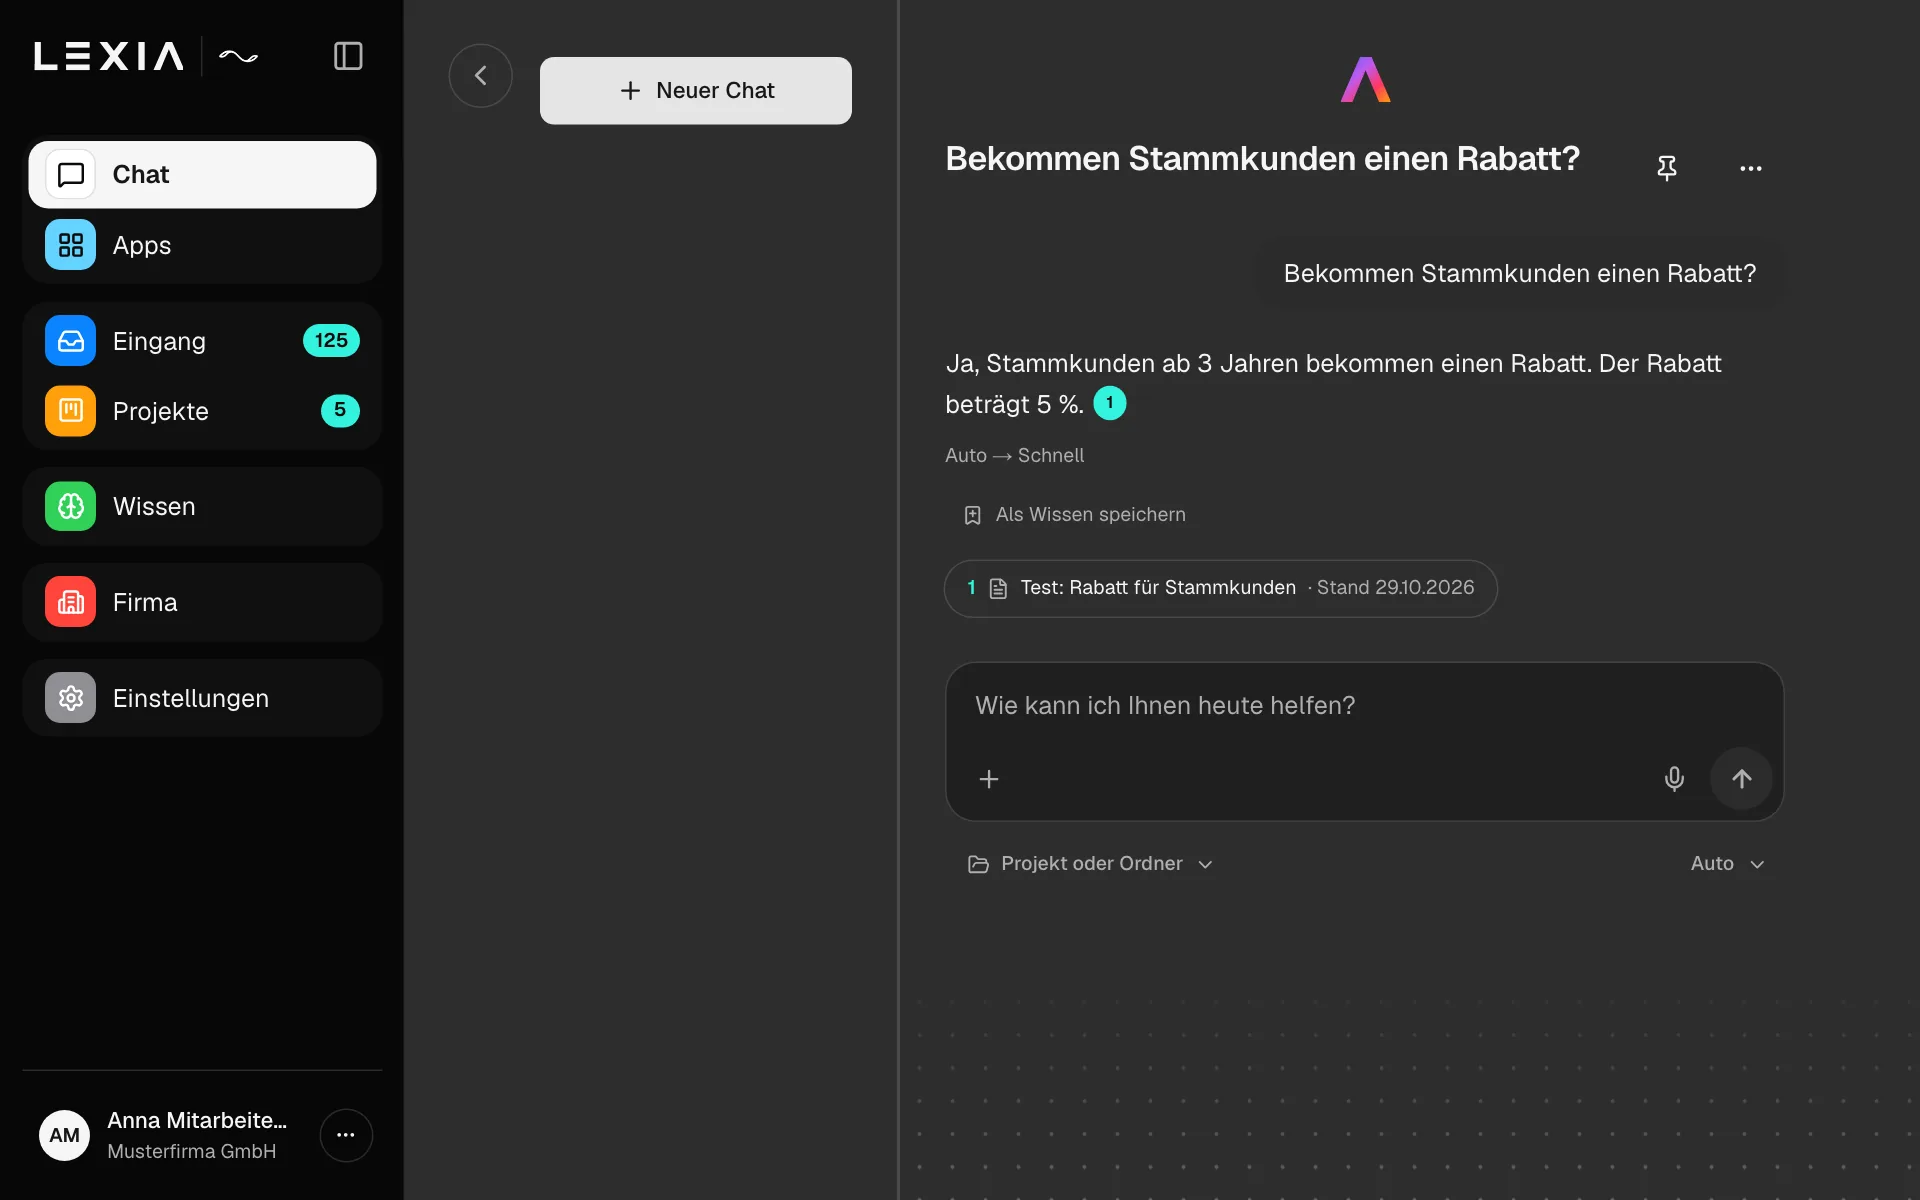 LEXIA
Chat
Apps
Eingang 125
Projekte 5
Wissen
Firma
Einstellungen
AM
Anna Mitarbeite...
Musterfirma GmbH
Neuer Chat
Bekommen Stammkunden einen Rabatt?
Bekommen Stammkunden einen Rabatt?
Ja, Stammkunden ab 3 Jahren bekommen einen Rabatt. Der Rabatt
beträgt 5 %. 1
Auto → Schnell
Als Wissen speichern
1 Test: Rabatt für Stammkunden · Stand 29.10.2026
Wie kann ich Ihnen heute helfen?
Projekt oder Ordner
Auto